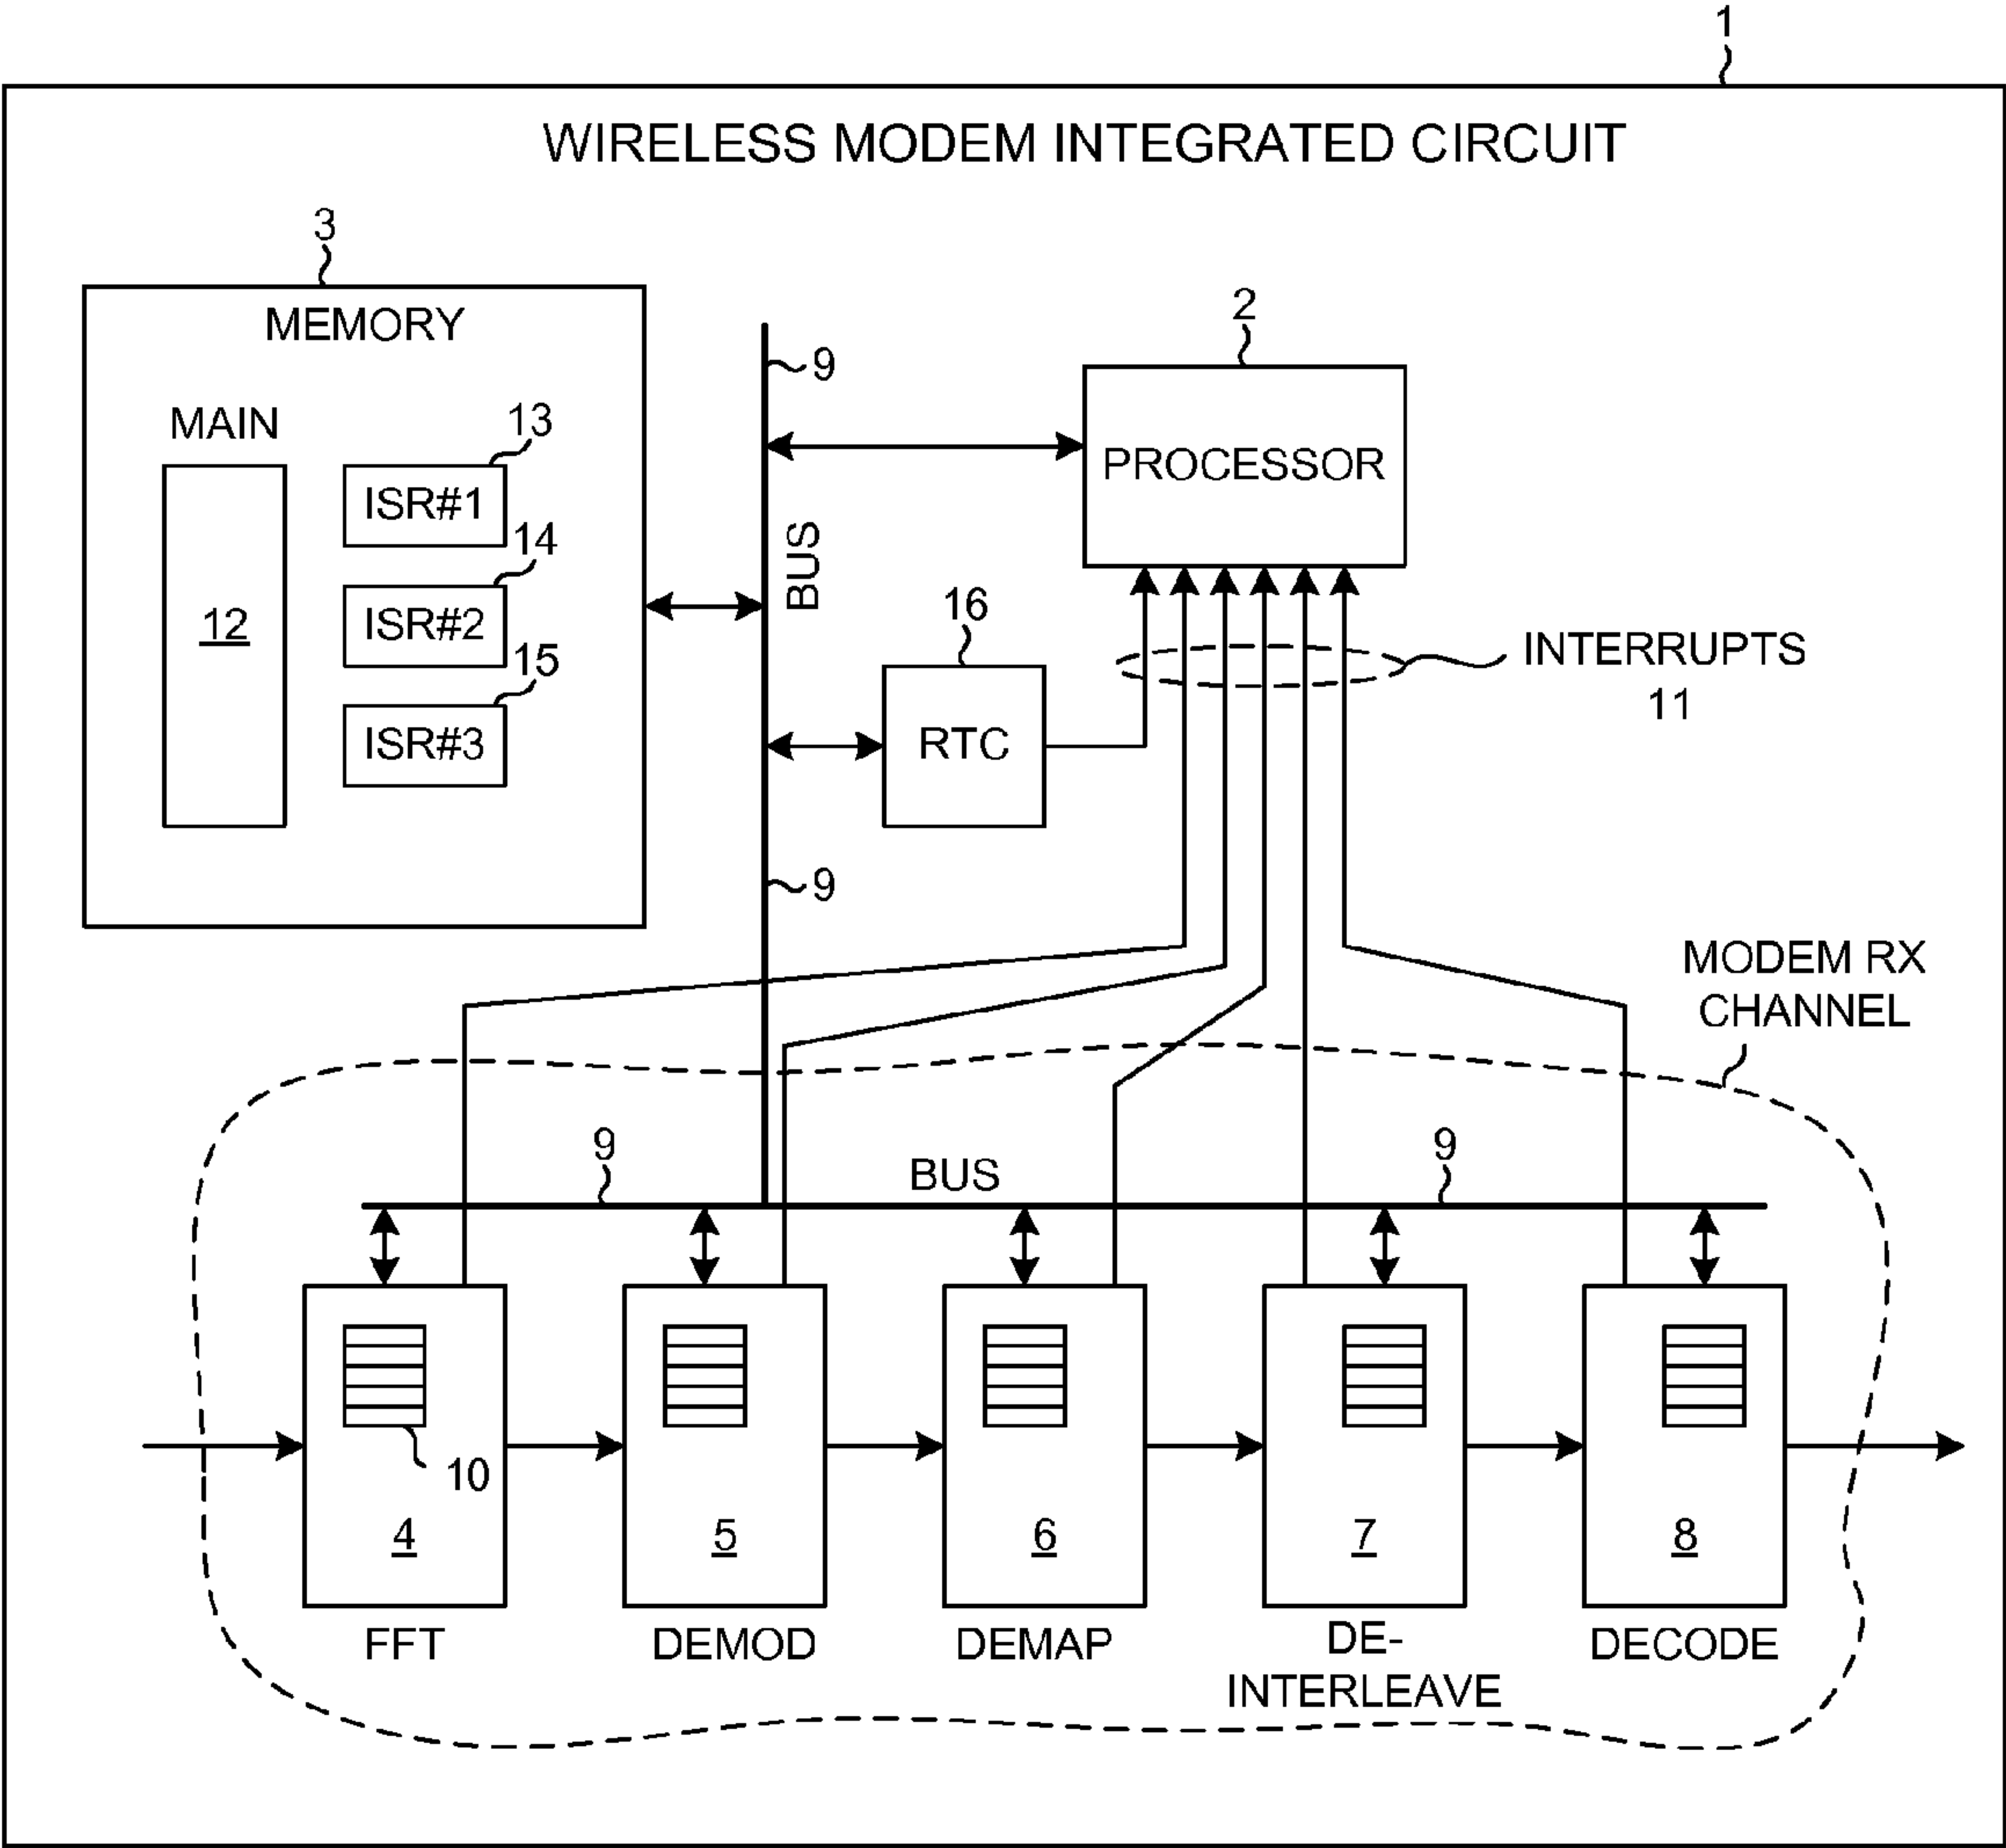 1
WIRELESS MODEM INTEGRATED CIRCUIT
3
MEMORY
MAIN
12
13
ISR#1
14
ISR#2
15
ISR#3
9
BUS
2
PROCESSOR
16
RTC
INTERRUPTS
11
9
MODEM RX
CHANNEL
9
BUS
9
10
4
5
6
7
8
FFT
DEMOD
DEMAP
DE-
INTERLEAVE
DECODE